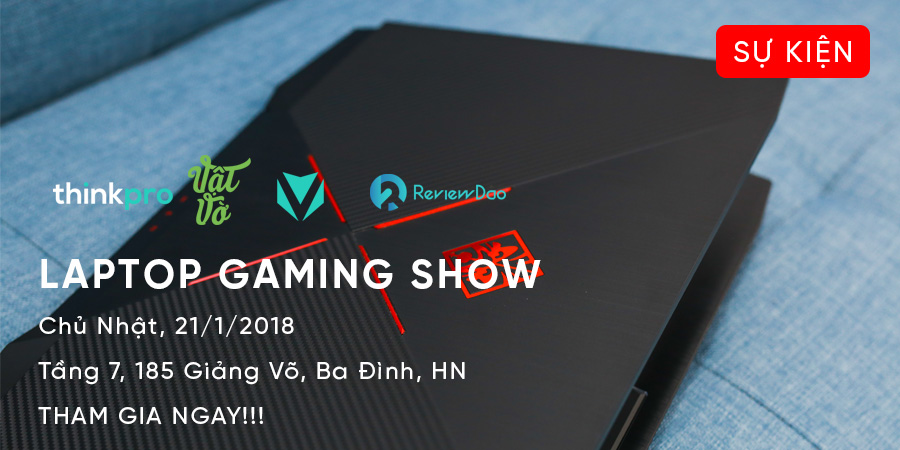 SỰ KIỆN
thinkpro
Vật
Vờ
ReviewDao
LAPTOP GAMING SHOW
Chủ Nhật, 21/1/2018
Tầng 7, 185 Giảng Võ, Ba Đình, HN
THAM GIA NGAY!!!